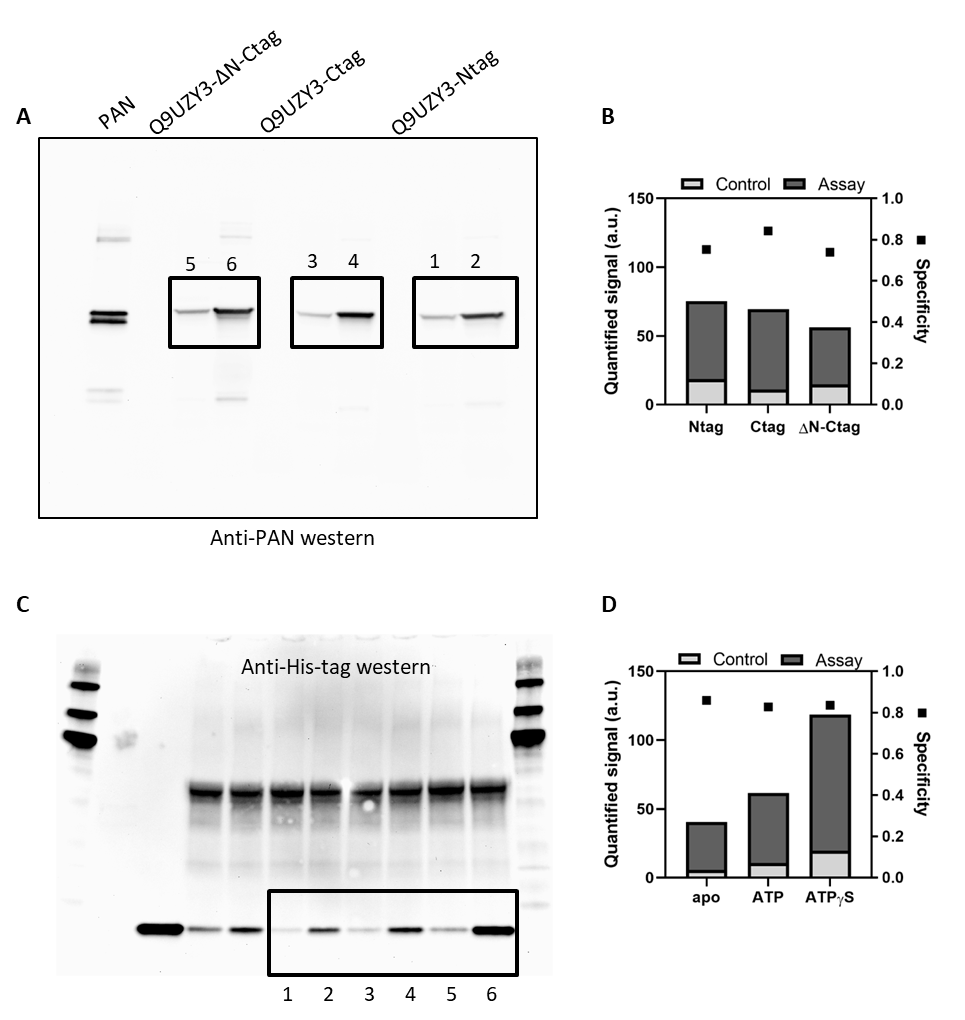 A
PAN
Q9UZY3-ΔN-Ctag
Q9UZY3-Ctag
Q9UZY3-Ntag
5 6 3 4 1 2
Anti-PAN western
B
Control Assay
Quantified signal (a.u.)
150
100
50
0
1.0
0.8
0.6
0.4
0.2
0.0
Specificity
Ntag Ctag ΔN-Ctag
C
Anti-His-tag western
1 2 3 4 5 6
D
Control Assay
Quantified signal (a.u.)
150
100
50
0
1.0
0.8
0.6
0.4
0.2
0.0
Specificity
apo ATP ATPγS